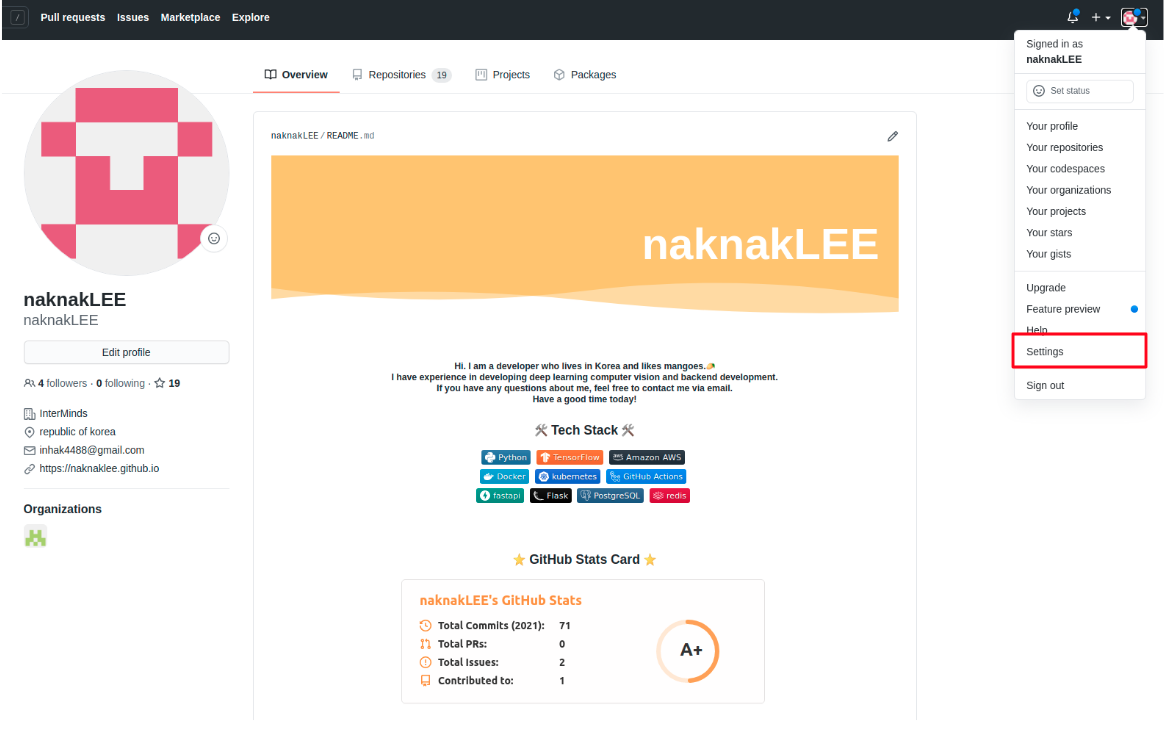 /
Pull requests Issues Marketplace Explore
Signed in as
naknakLEE
Set status
Your profile
Your repositories
Your codespaces
Your organizations
Your projects
Your stars
Your gists
Upgrade
Feature preview
Help
Settings
Sign out
Overview Repositories 19 Projects Packages
naknakLEE
naknakLEE
Edit profile
4 followers · 0 following · 19
InterMinds
republic of korea
inhak4488@gmail.com
https://naknaklee.github.io
Organizations
naknakLEE/README.md
naknakLEE
Hi. I am a developer who lives in Korea and likes mangoes.🥭
I have experience in developing deep learning computer vision and backend development.
If you have any questions about me, feel free to contact me via email.
Have a good time today!
🛠 Tech Stack 🛠
Python TensorFlow Amazon AWS
Docker kubernetes GitHub Actions
fastapi Flask PostgreSQL redis
⭐ GitHub Stats Card ⭐
naknakLEE's GitHub Stats
Total Commits (2021): 71
Total PRs: 0
Total Issues: 2
Contributed to: 1
A+